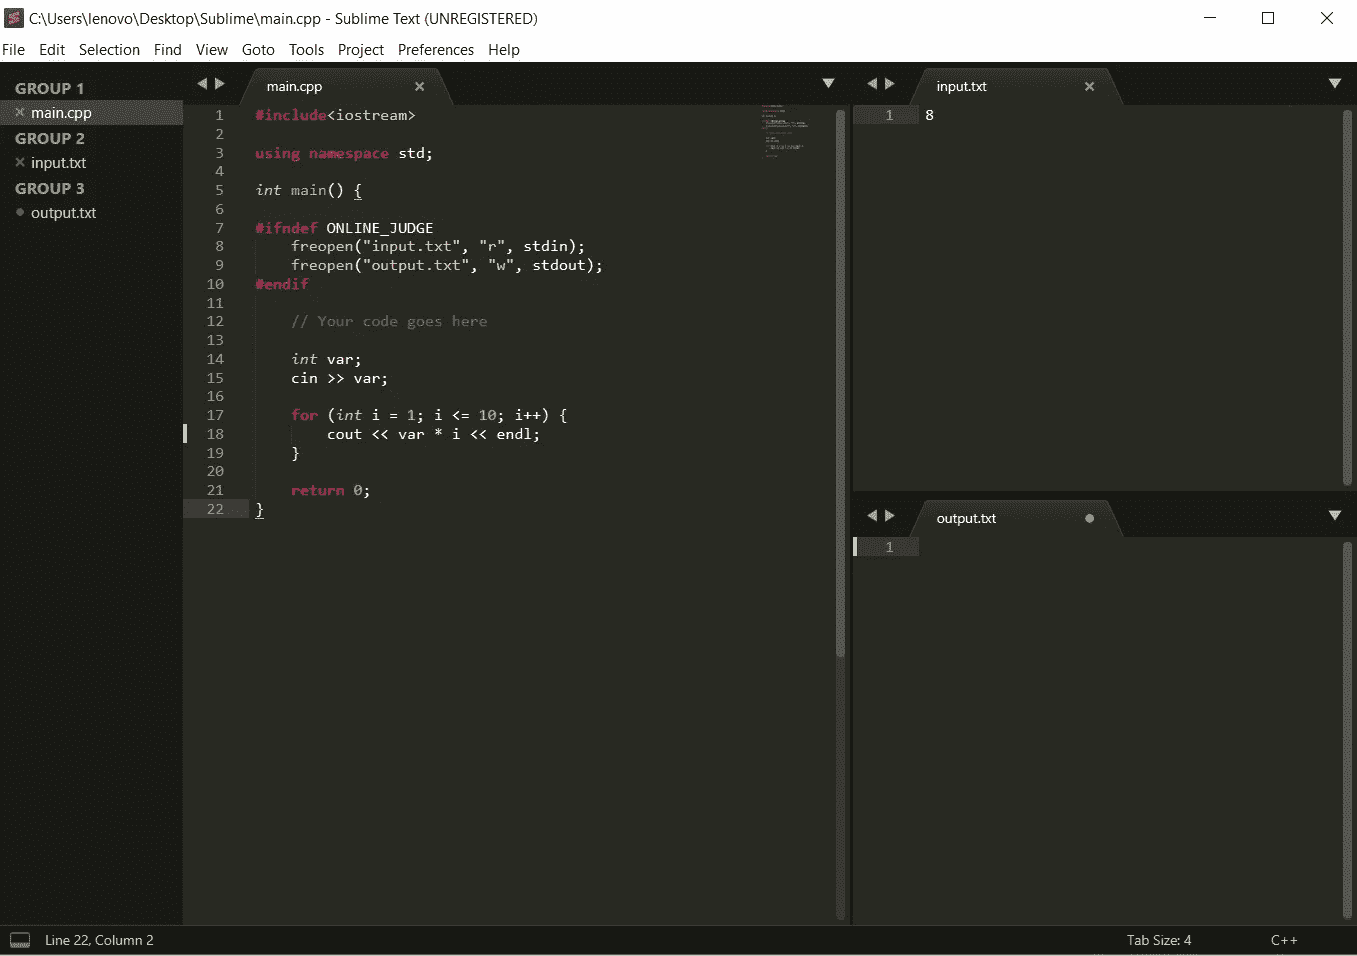 C:\Users\lenovo\Desktop\Sublime\main.cpp - Sublime Text (UNREGISTERED)
File Edit Selection Find View Goto Tools Project Preferences Help
GROUP 1
main.cpp
GROUP 2
input.txt
GROUP 3
output.txt
main.cpp
1 #include<iostream>
2
3 using namespace std;
4
5 int main() {
6
7 #ifndef ONLINE_JUDGE
8     freopen("input.txt", "r", stdin);
9     freopen("output.txt", "w", stdout);
10 #endif
11
12     // Your code goes here
13
14     int var;
15     cin >> var;
16
17     for (int i = 1; i <= 10; i++) {
18         cout << var * i << endl;
19     }
20
21     return 0;
22 }
input.txt
1 8
output.txt
1
Line 22, Column 2
Tab Size: 4
C++